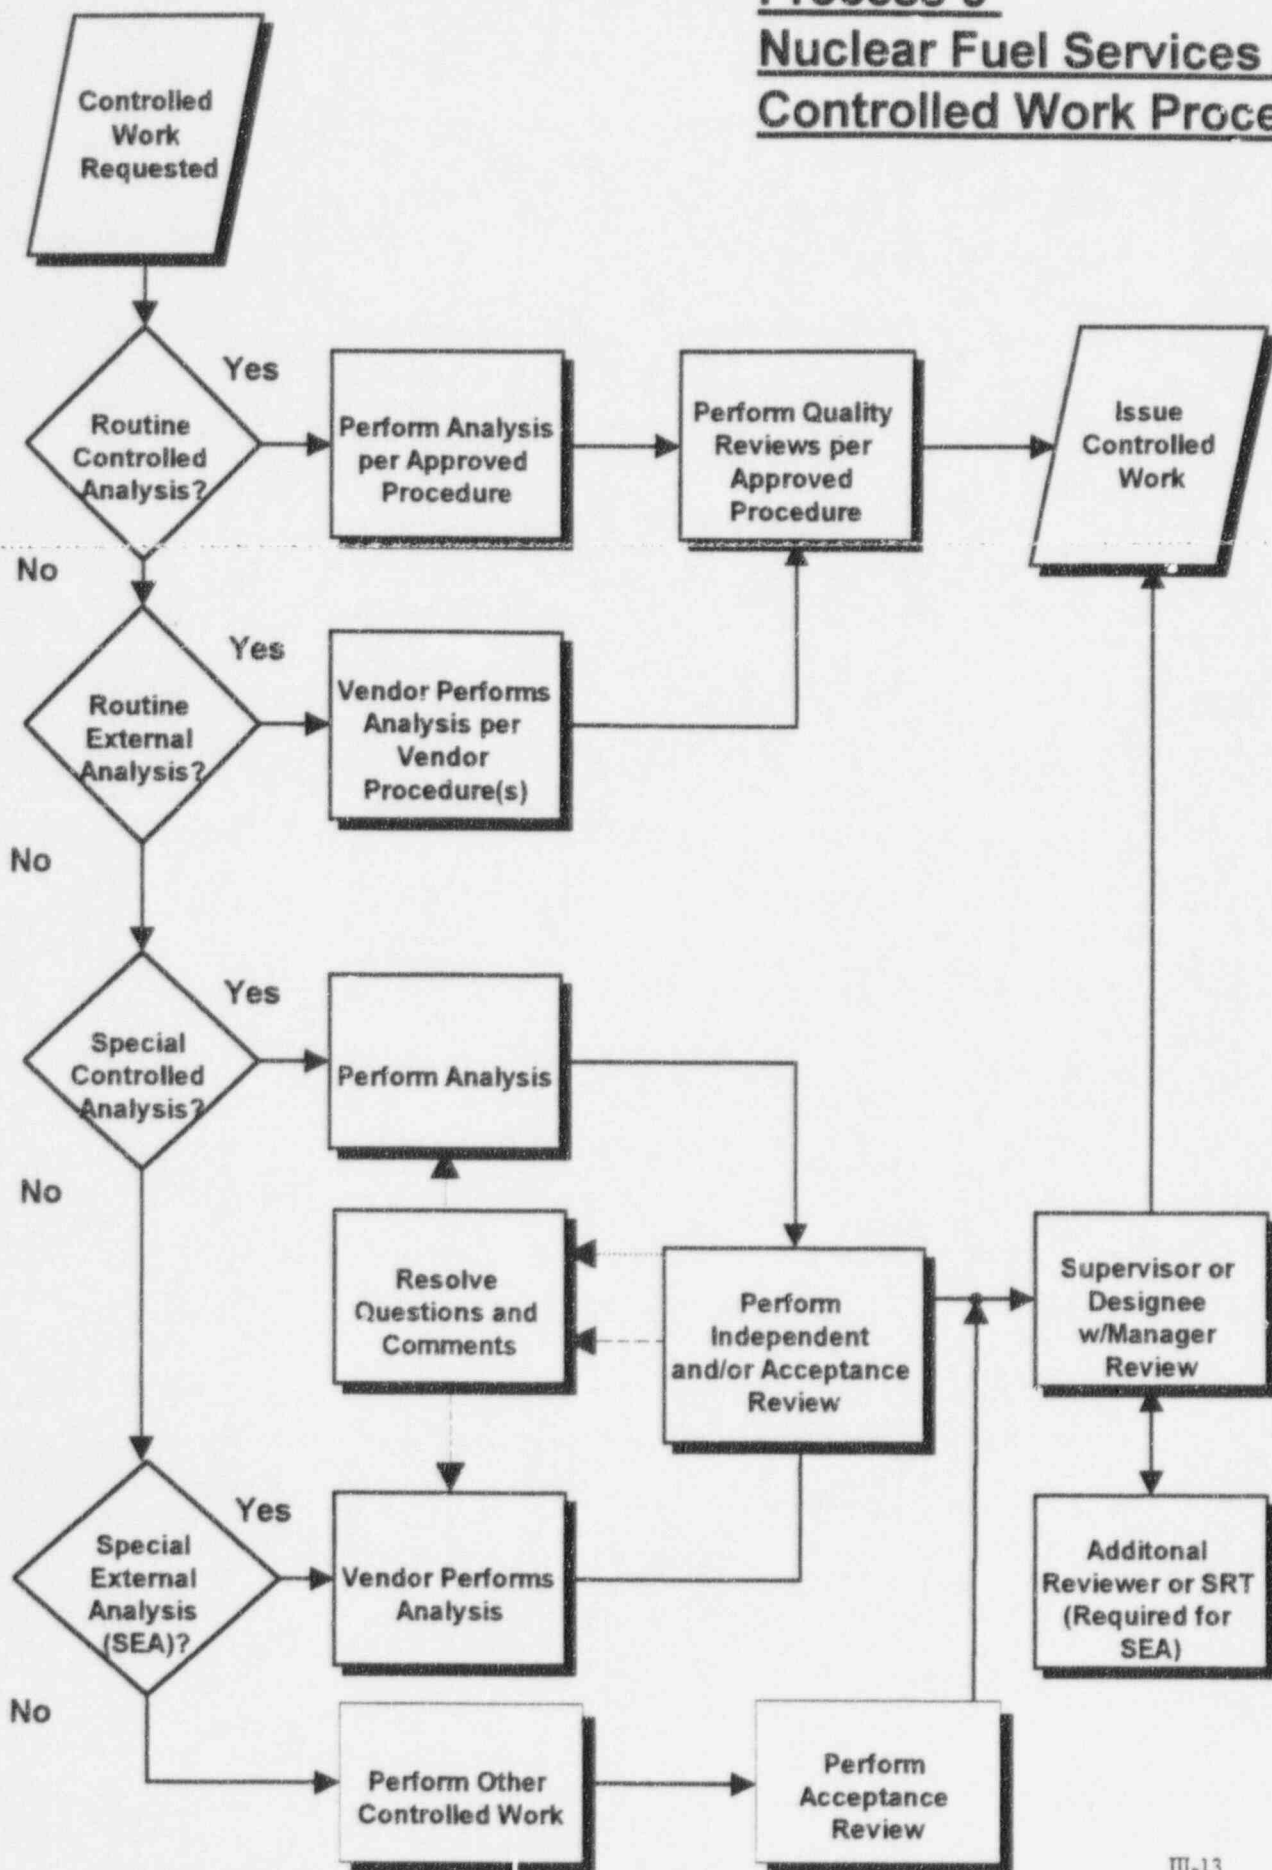 Nuclear Fuel Services
Controlled Work Proce
Controlled
Work
Requested
Yes
Routine
Controlled
Analysis?
Perform Analysis
per Approved
Procedure
Perform Quality
Reviews per
Approved
Procedure
Issue
Controlled
Work
No
Yes
Routine
External
Analysis?
Vendor Performs
Analysis per
Vendor
Procedure(s)
No
Yes
Special
Controlled
Analysis?
Perform Analysis
No
Resolve
Questions and
Comments
Perform
Independent
and/or Acceptance
Review
Supervisor or
Designee
w/Manager
Review
Yes
Special
External
Analysis
(SEA)?
Vendor Performs
Analysis
Additonal
Reviewer or SRT
(Required for
SEA)
No
Perform Other
Controlled Work
Perform
Acceptance
Review
III-13